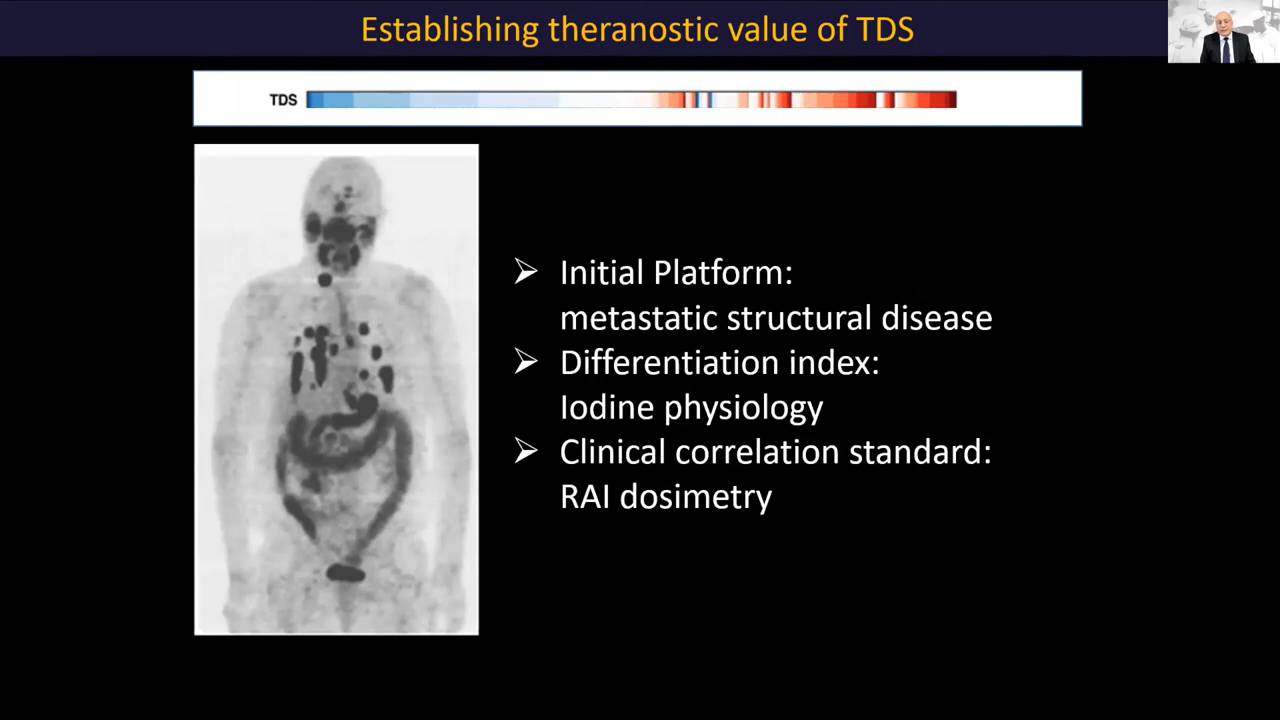 Establishing theranostic value of TDS
TDS
Initial Platform:
metastatic structural disease
Differentiation index:
Iodine physiology
Clinical correlation standard:
RAI dosimetry